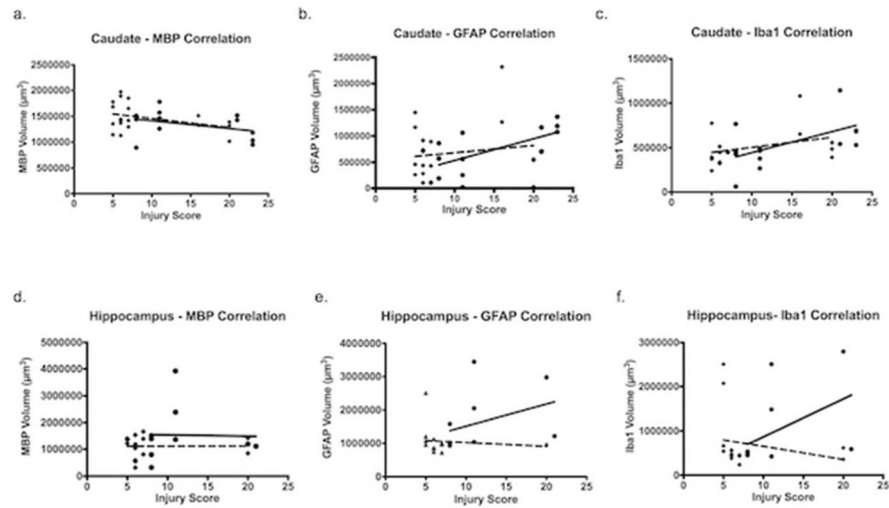 a.
Caudate - MBP Correlation
2500000
2000000
1500000
1000000
500000
0
MBP Volume (µm³)
0 5 10 15 20 25
Injury Score
b.
Caudate - GFAP Correlation
2500000
2000000
1500000
1000000
500000
0
GFAP Volume (µm³)
0 5 10 15 20 25
Injury Score
c.
Caudate - Iba1 Correlation
1500000
1000000
500000
0
Iba1 Volume (µm³)
0 5 10 15 20 25
Injury Score
d.
Hippocampus - MBP Correlation
5000000
4000000
3000000
2000000
1000000
0
MBP Volume (µm³)
0 5 10 15 20 25
Injury Score
e.
Hippocampus - GFAP Correlation
4000000
3000000
2000000
1000000
0
GFAP Volume (µm³)
0 5 10 15 20 25
Injury Score
f.
Hippocampus- Iba1 Correlation
3000000
2000000
1000000
0
Iba1 Volume (µm³)
0 5 10 15 20 25
Injury Score